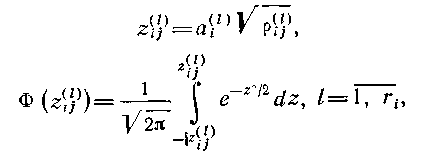 z_{ij}^{(l)} = a_i^{(l)} \sqrt{\rho_{ij}^{(l)}},
\Phi(z_{ij}^{(l)}) = \frac{1}{\sqrt{2\pi}} \int_{-z_{ij}^{(l)}}^{z_{ij}^{(l)}} e^{-z^2/2} dz, l = \overline{1, r_i},